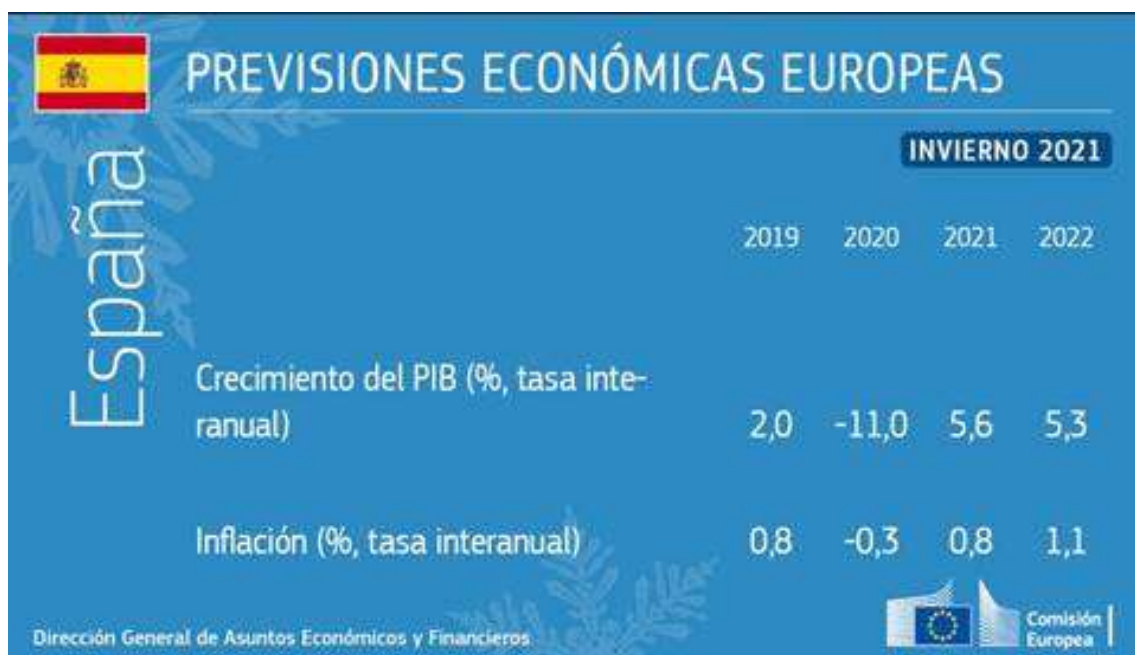 PREVISIONES ECONÓMICAS EUROPEAS
INVIERNO 2021
España
2019 2020 2021 2022
Crecimiento del PIB (%, tasa inte-
ranual) 2,0 -11,0 5,6 5,3
Inflación (%, tasa interanual) 0,8 -0,3 0,8 1,1
Dirección General de Asuntos Económicos y Financieros
Comisión
Europea